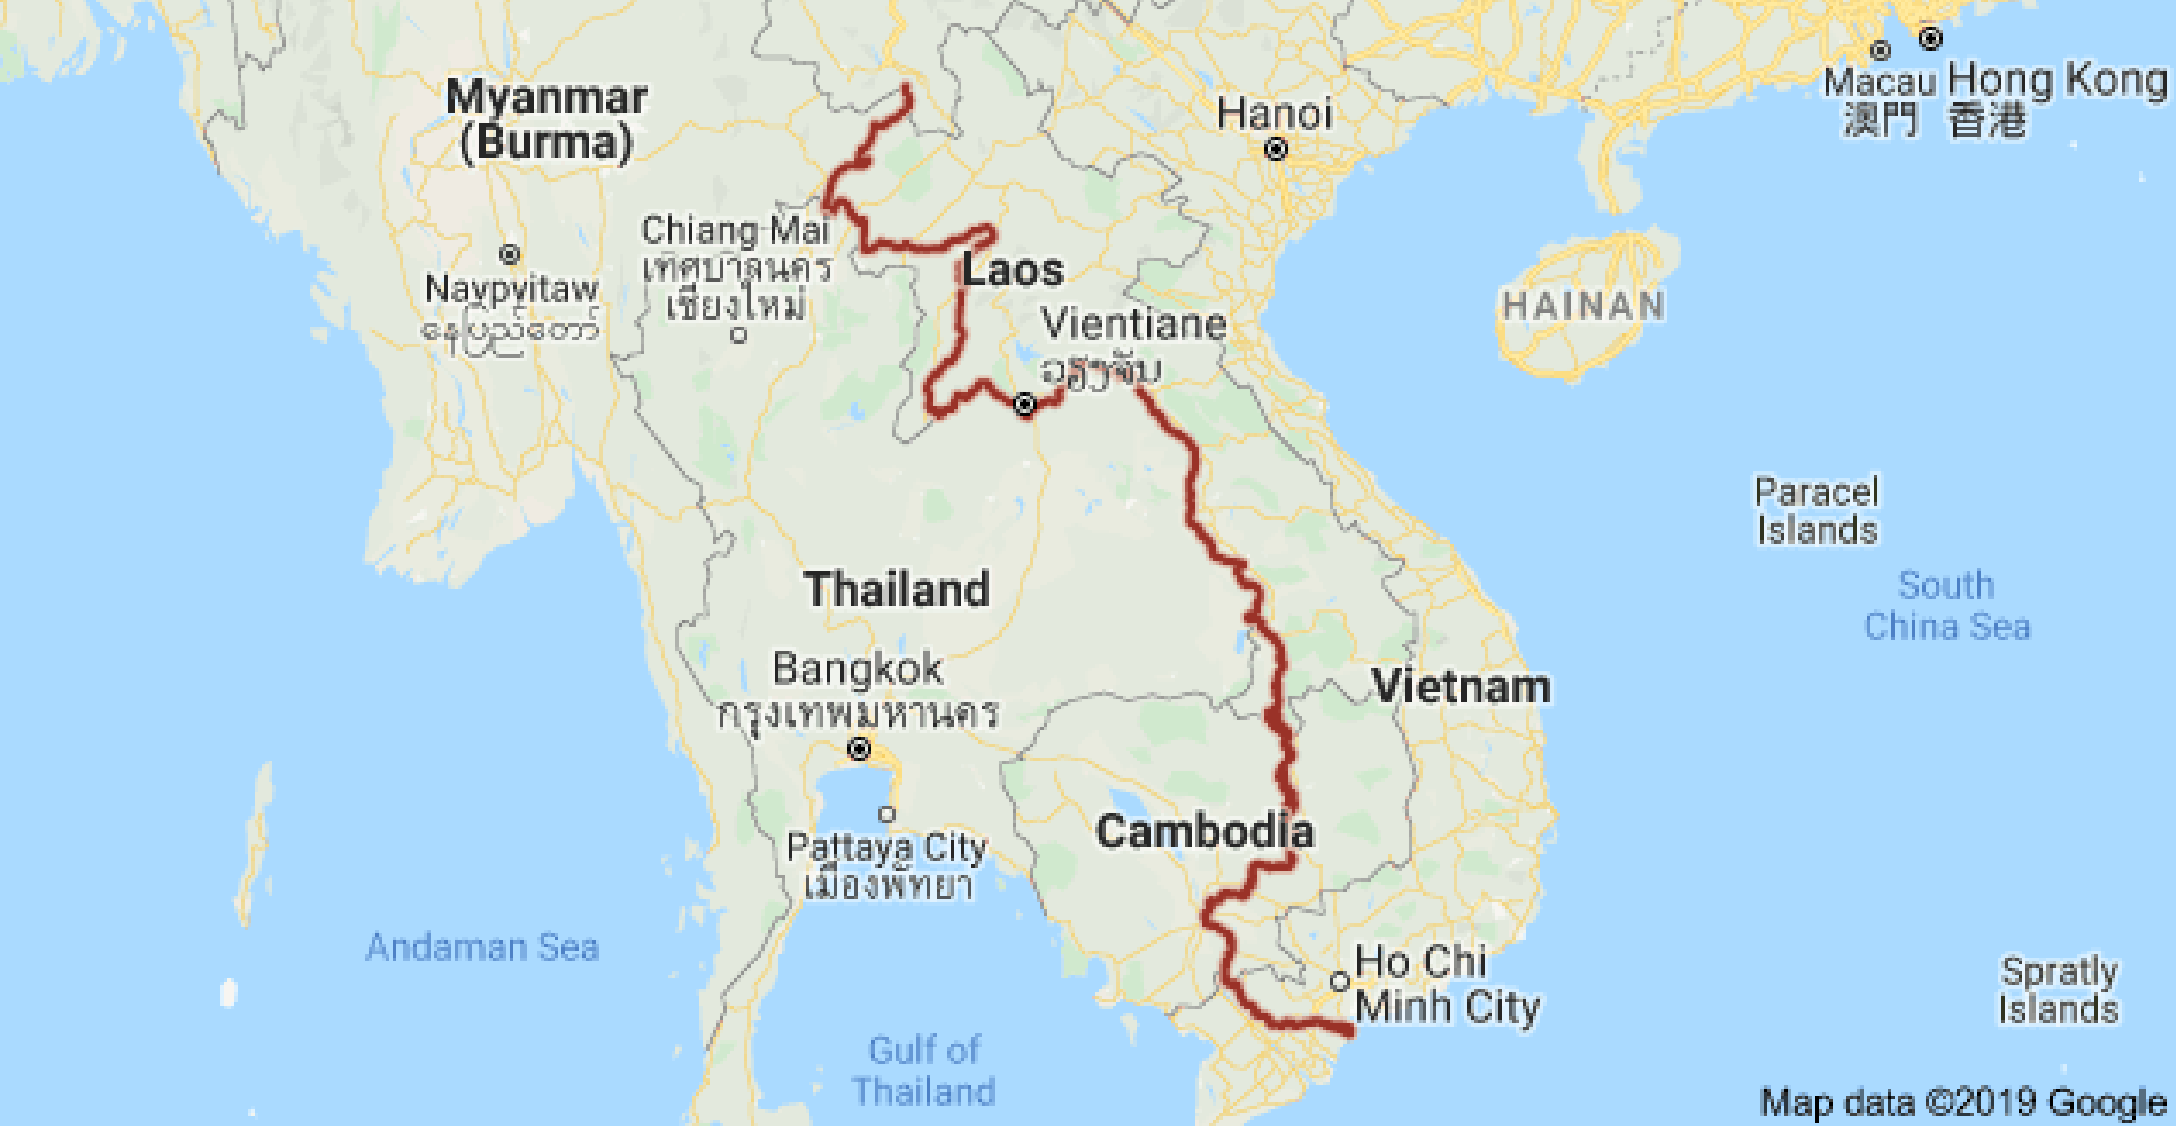 Myanmar
(Burma)
Hanoi
Macau
澳門
Hong Kong
香港
Chiang Mai
เทศบาลนคร
เชียงใหม่
Naypyitaw
နေပြည်တော်
Laos
Vientiane
HAINAN
Paracel
Islands
South
China Sea
Thailand
Bangkok
กรุงเทพมหานคร
Vietnam
Cambodia
Pattaya City
เมืองพัทยา
Andaman Sea
Ho Chi
Minh City
Spratly
Islands
Gulf of
Thailand
Map data ©2019 Google